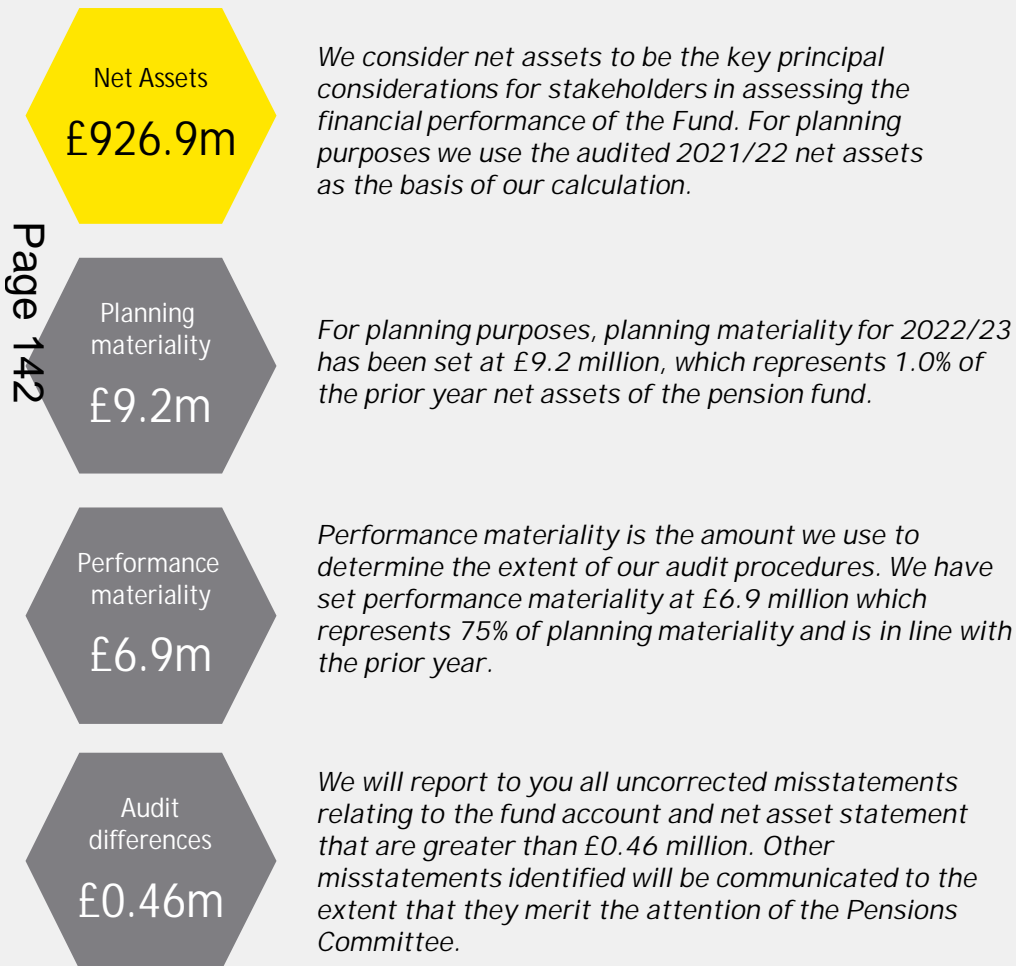 Net Assets
£926.9m
We consider net assets to be the key principal
considerations for stakeholders in assessing the
financial performance of the Fund. For planning
purposes we use the audited 2021/22 net assets
as the basis of our calculation.
Page 142
Planning
materiality
£9.2m
For planning purposes, planning materiality for 2022/23
has been set at £9.2 million, which represents 1.0% of
the prior year net assets of the pension fund.
Performance
materiality
£6.9m
Performance materiality is the amount we use to
determine the extent of our audit procedures. We have
set performance materiality at £6.9 million which
represents 75% of planning materiality and is in line with
the prior year.
Audit
differences
£0.46m
We will report to you all uncorrected misstatements
relating to the fund account and net asset statement
that are greater than £0.46 million. Other
misstatements identified will be communicated to the
extent that they merit the attention of the Pensions
Committee.